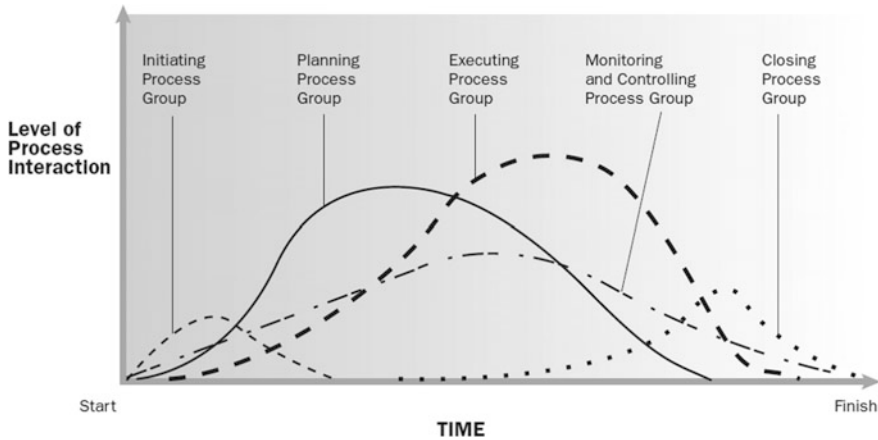 Initiating
Process
Group
Planning
Process
Group
Executing
Process
Group
Monitoring
and Controlling
Process Group
Closing
Process
Group
Level of
Process
Interaction
Start
Finish
TIME